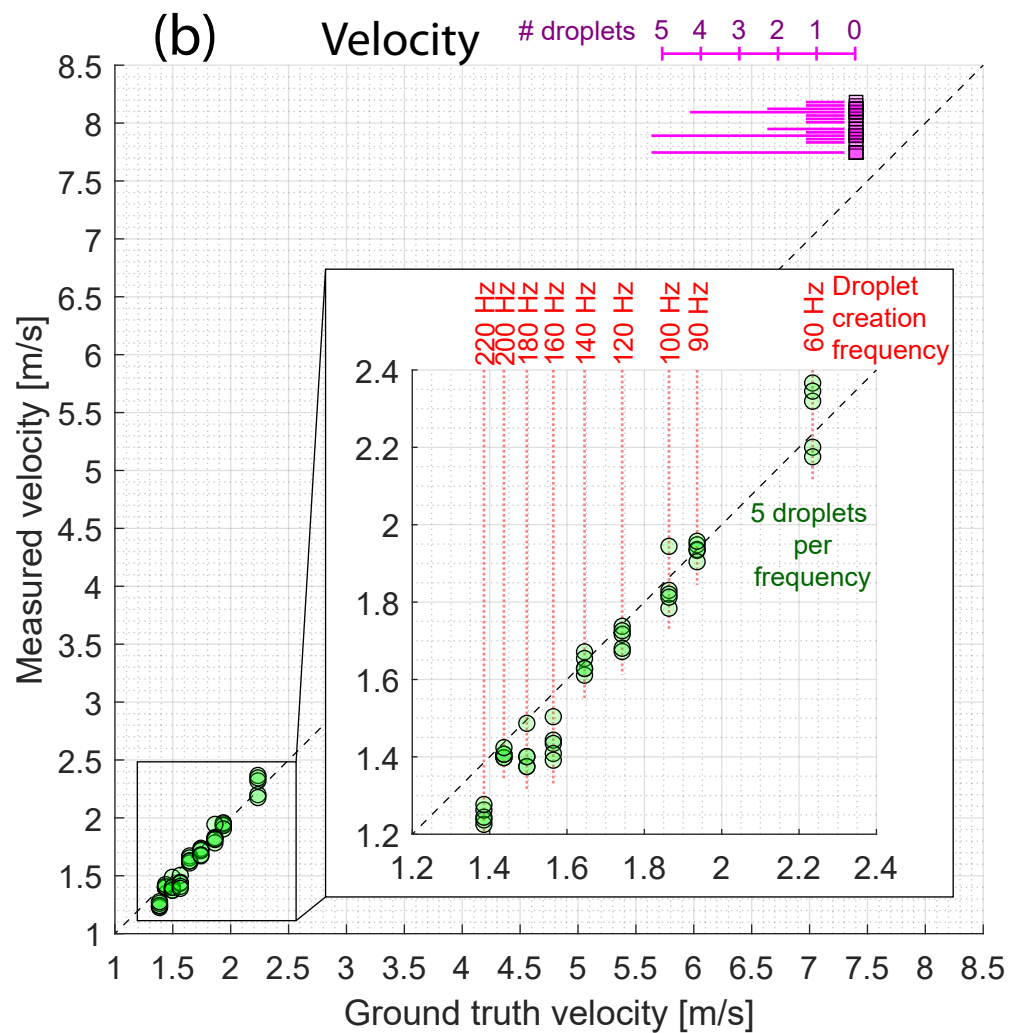 (b) Velocity
# droplets 5 4 3 2 1 0
8.5
8
7.5
7
6.5
6
5.5
5
4.5
4
3.5
3
2.5
2
1.5
1
Measured velocity [m/s]
220 Hz
200 Hz
180 Hz
160 Hz
140 Hz
120 Hz
100 Hz
90 Hz
60 Hz
Droplet
creation
frequency
2.4
2.2
2
1.8
1.6
1.4
1.2
5 droplets
per
frequency
1.2 1.4 1.6 1.8 2 2.2 2.4
1 1.5 2 2.5 3 3.5 4 4.5 5 5.5 6 6.5 7 7.5 8 8.5
Ground truth velocity [m/s]